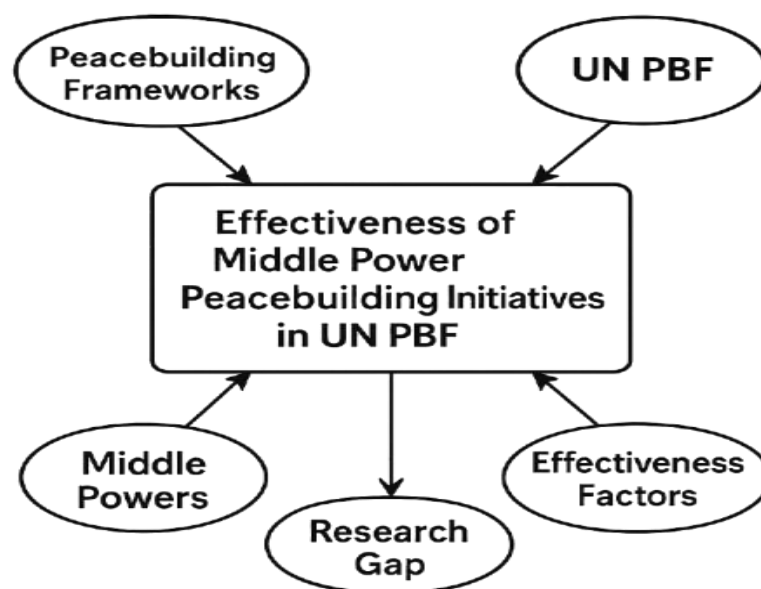 Peacebuilding
Frameworks
UN PBF
Effectiveness of
Middle Power
Peacebuilding Initiatives
in UN PBF
Middle
Powers
Effectiveness
Factors
Research
Gap